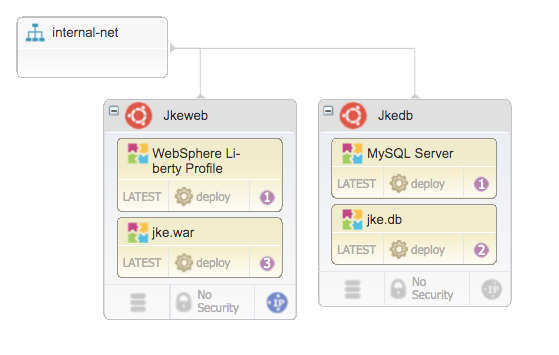 internal-net
Jkeweb
WebSphere Li-
berty Profile
LATEST deploy 1
jke.war
LATEST deploy 3
No
Security
IP
Jkedb
MySQL Server
LATEST deploy 1
jke.db
LATEST deploy 2
No
Security
IP